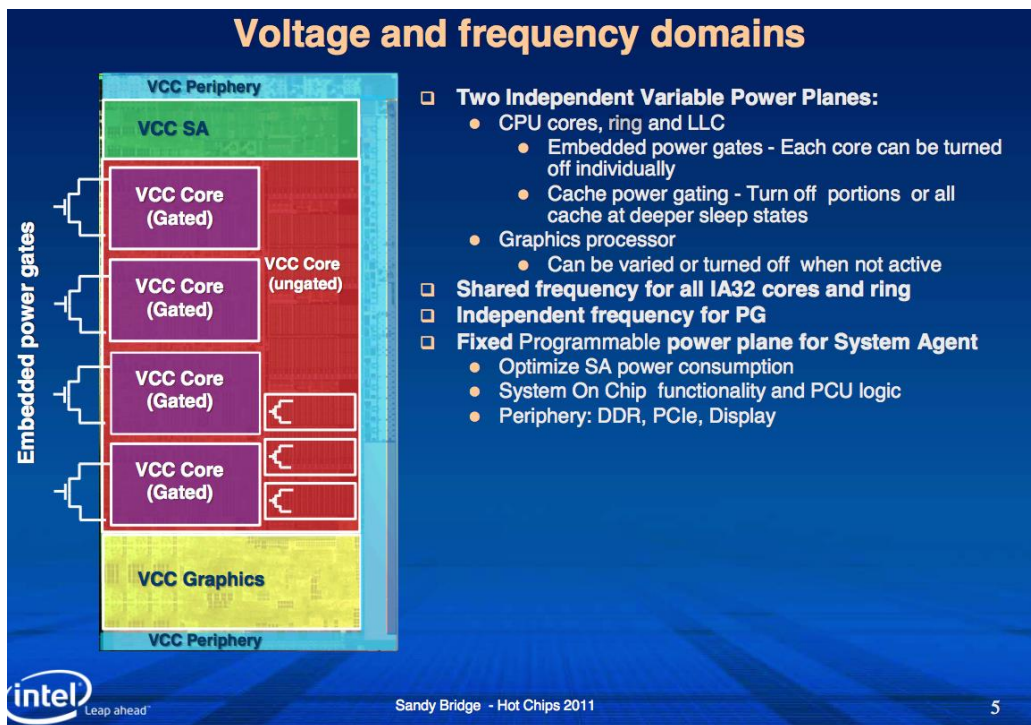 Voltage and frequency domains
VCC Periphery
VCC SA
VCC Core
(Gated)
VCC Core
(Gated)
VCC Core
(ungated)
VCC Core
(Gated)
VCC Core
(Gated)
Embedded power gates
VCC Graphics
VCC Periphery
Two Independent Variable Power Planes:
CPU cores, ring and LLC
Embedded power gates - Each core can be turned
off individually
Cache power gating - Turn off portions or all
cache at deeper sleep states
Graphics processor
Can be varied or turned off when not active
Shared frequency for all IA32 cores and ring
Independent frequency for PG
Fixed Programmable power plane for System Agent
Optimize SA power consumption
System On Chip functionality and PCU logic
Periphery: DDR, PCIe, Display
intel
Leap ahead™
Sandy Bridge - Hot Chips 2011
5